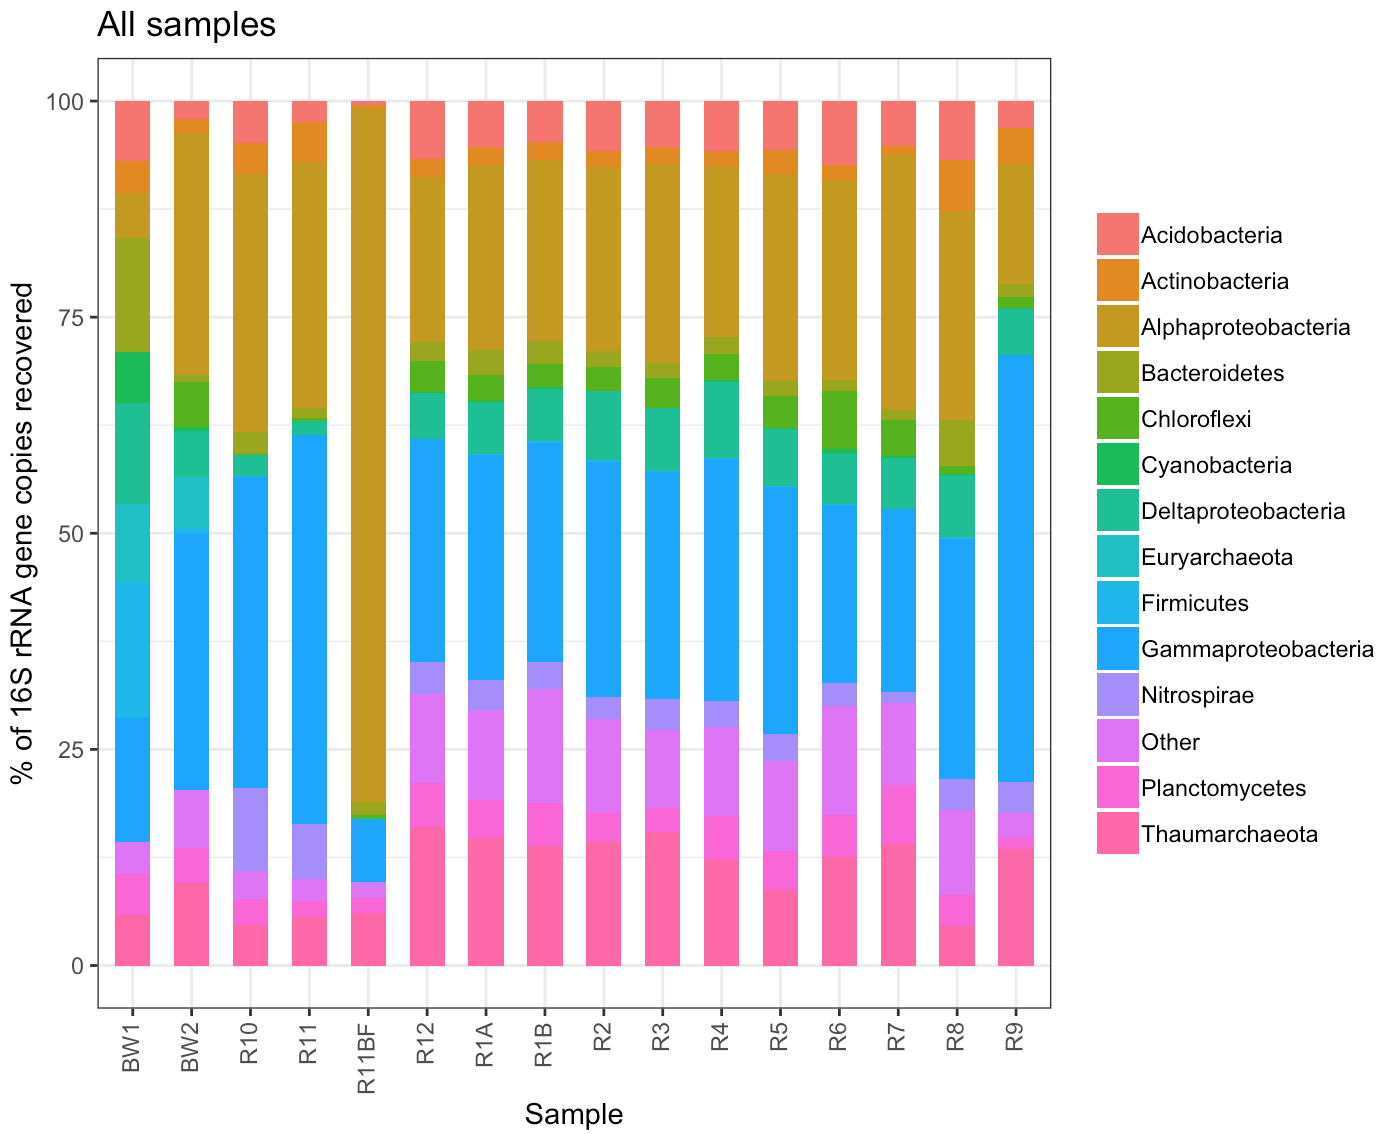 All samples
% of 16S rRNA gene copies recovered
100
75
50
25
0
BW1
BW2
R10
R11
R11BF
R12
R1A
R1B
R2
R3
R4
R5
R6
R7
R8
R9
Sample
Acidobacteria
Actinobacteria
Alphaproteobacteria
Bacteroidetes
Chloroflexi
Cyanobacteria
Deltaproteobacteria
Euryarchaeota
Firmicutes
Gammaproteobacteria
Nitrospirae
Other
Planctomycetes
Thaumarchaeota